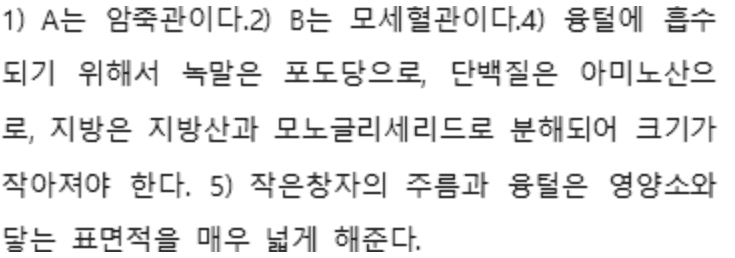 1) A는 암죽관이다.2) B는 모세혈관이다.4) 융털에 흡수
되기 위해서 녹말은 포도당으로, 단백질은 아미노산으
로, 지방은 지방산과 모노글리세리드로 분해되어 크기가
작아져야 한다. 5) 작은창자의 주름과 융털은 영양소와
닿는 표면적을 매우 넓게 해준다.